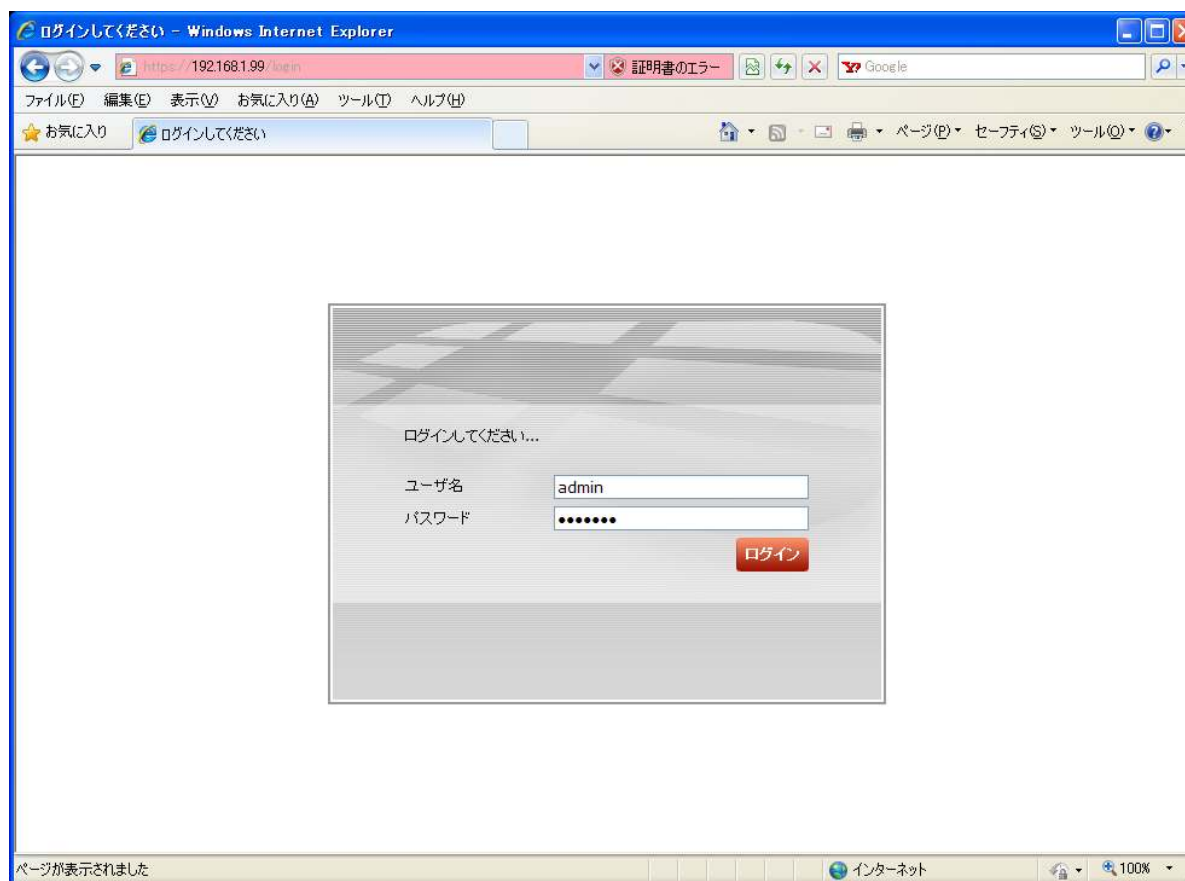 ログインしてください - Windows Internet Explorer
https://192.168.1.99/login
証明書のエラー
Google
ファイル(F) 編集(E) 表示(V) お気に入り(A) ツール(T) ヘルプ(H)
お気に入り
ログインしてください
ページ(P) セーフティ(S) ツール(O)
ログインしてください...
ユーザ名
admin
パスワード
•••••••
ログイン
ページが表示されました
インターネット
100%